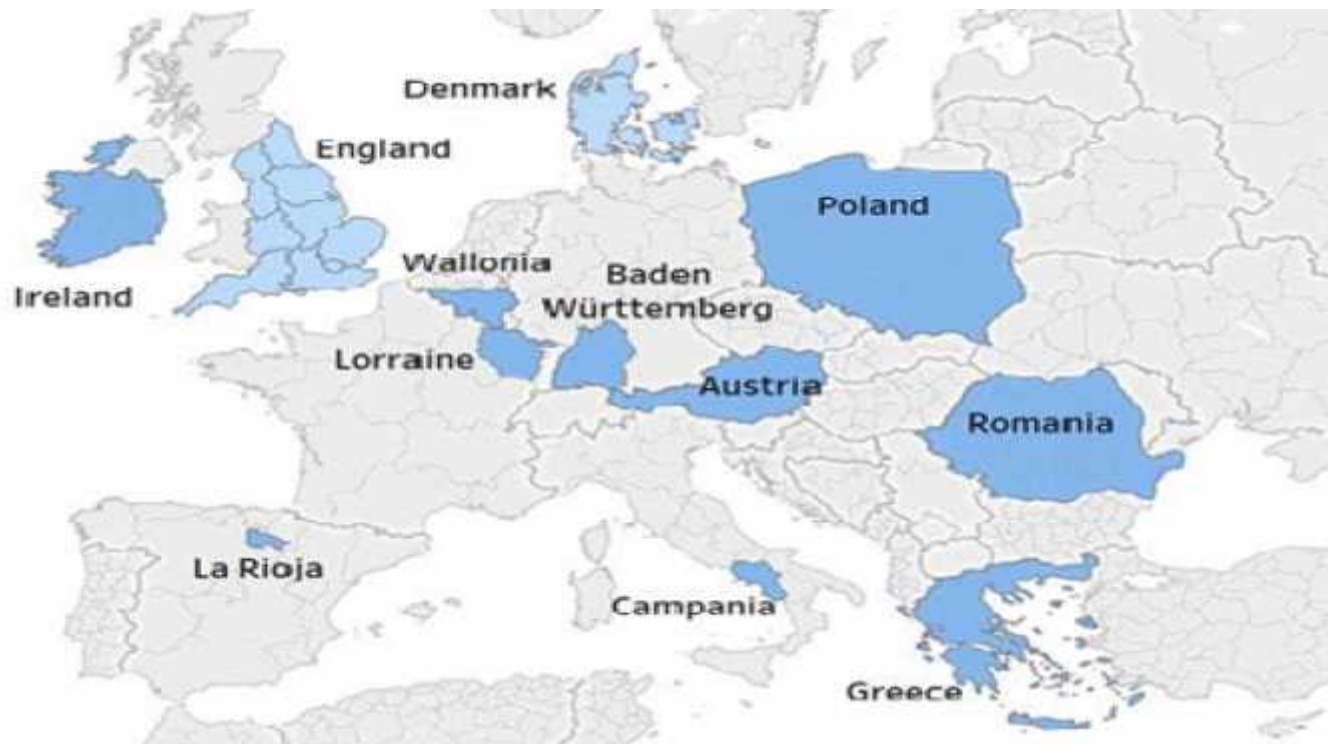 Denmark
England
Poland
Wallonia
Baden
Württemberg
Ireland
Lorraine
Austria
Romania
La Rioja
Campania
Greece